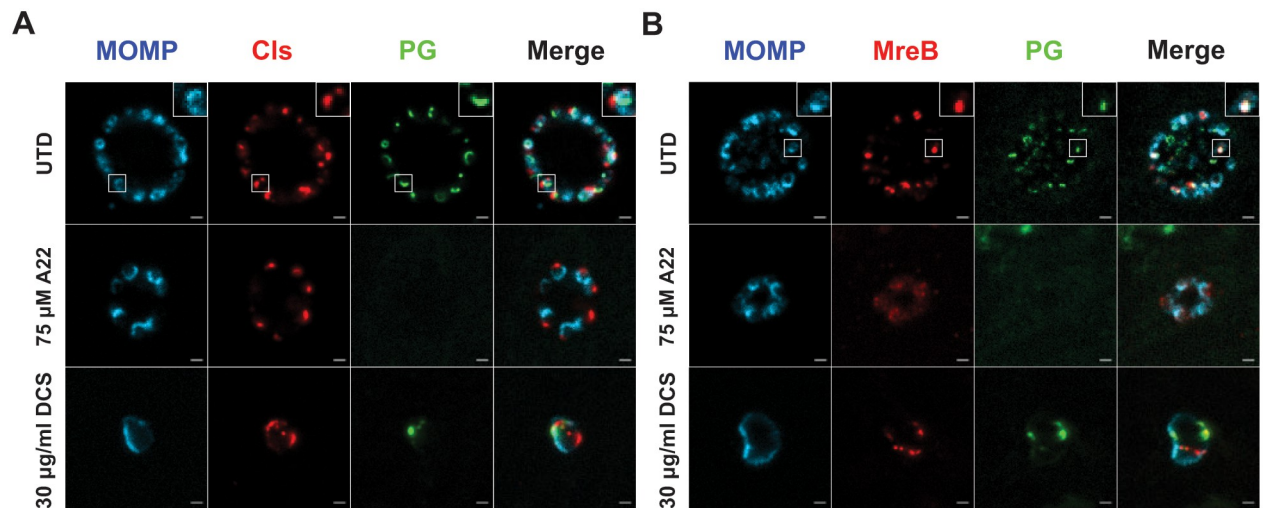 A
MOMP Cls PG Merge
UTD
75 µM A22
30 µg/ml DCS
B
MOMP MreB PG Merge
UTD
75 µM A22
30 µg/ml DCS